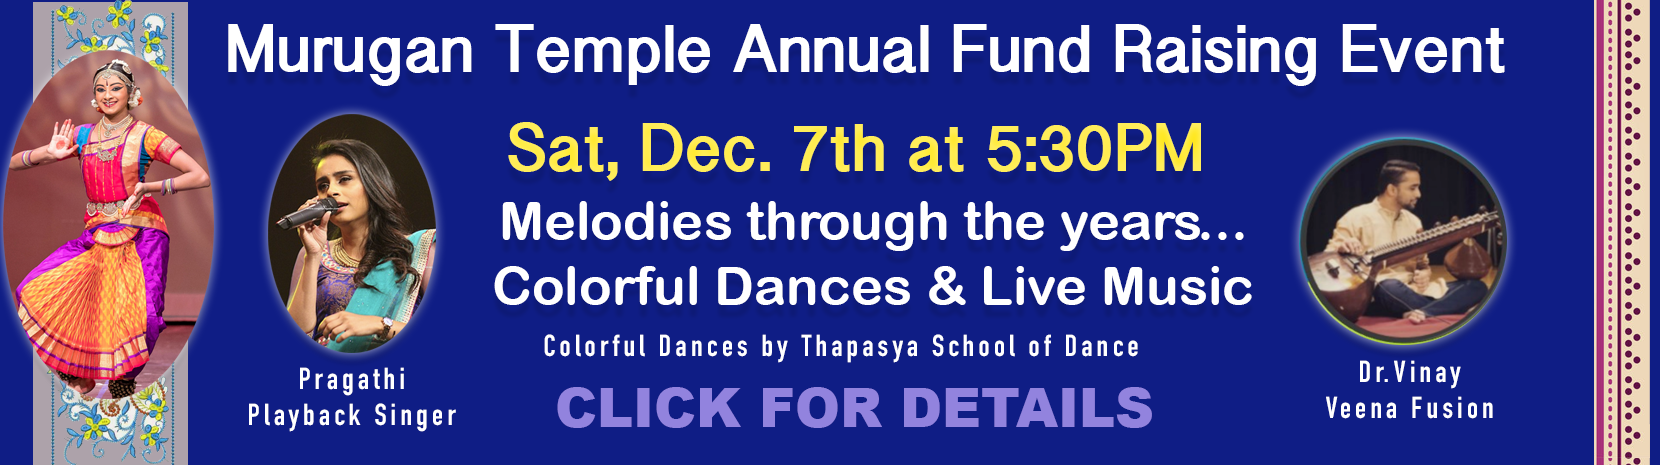 Murugan Temple Annual Fund Raising Event
Sat, Dec. 7th at 5:30PM
Melodies through the years...
Colorful Dances & Live Music
Colorful Dances by Thapasya School of Dance
CLICK FOR DETAILS
Pragathi
Playback Singer
Dr.Vinay
Veena Fusion